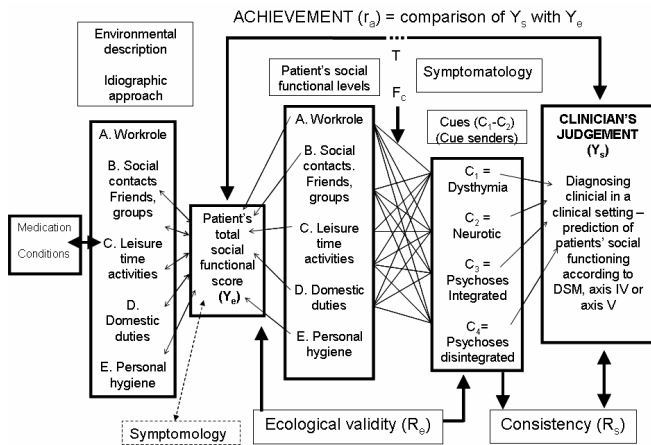 ACHIEVEMENT (ra) = comparison of Ys with Ye
Environmental
description
Idiographic
approach
T
Fc
Patient's social
functional levels
Symptomatology
Cues (C1-C2)
(Cue senders)
Medication
Conditions
A. Workrole
B. Social
contacts
Friends,
groups
C. Leisure
time
activities
D.
Domestic
duties
E. Personal
hygiene
Patient's
total
social
functional
score
(Ye)
A. Workrole
B. Social
contacts.
Friends,
groups
C. Leisure
time
activities
D. Domestic
duties
E. Personal
hygiene
C1 =
Dysthymia
C2 =
Neurotic
C3 =
Psychoses
Integrated
C4=
Psychoses
disintegrated
CLINICIAN'S
JUDGEMENT
(Ys)
Diagnosing
clinicial in a
clinical setting –
prediction of
patients' social
functioning
according to
DSM, axis IV or
axis V
Symptomology
Ecological validity (Re)
Consistency (Rs)